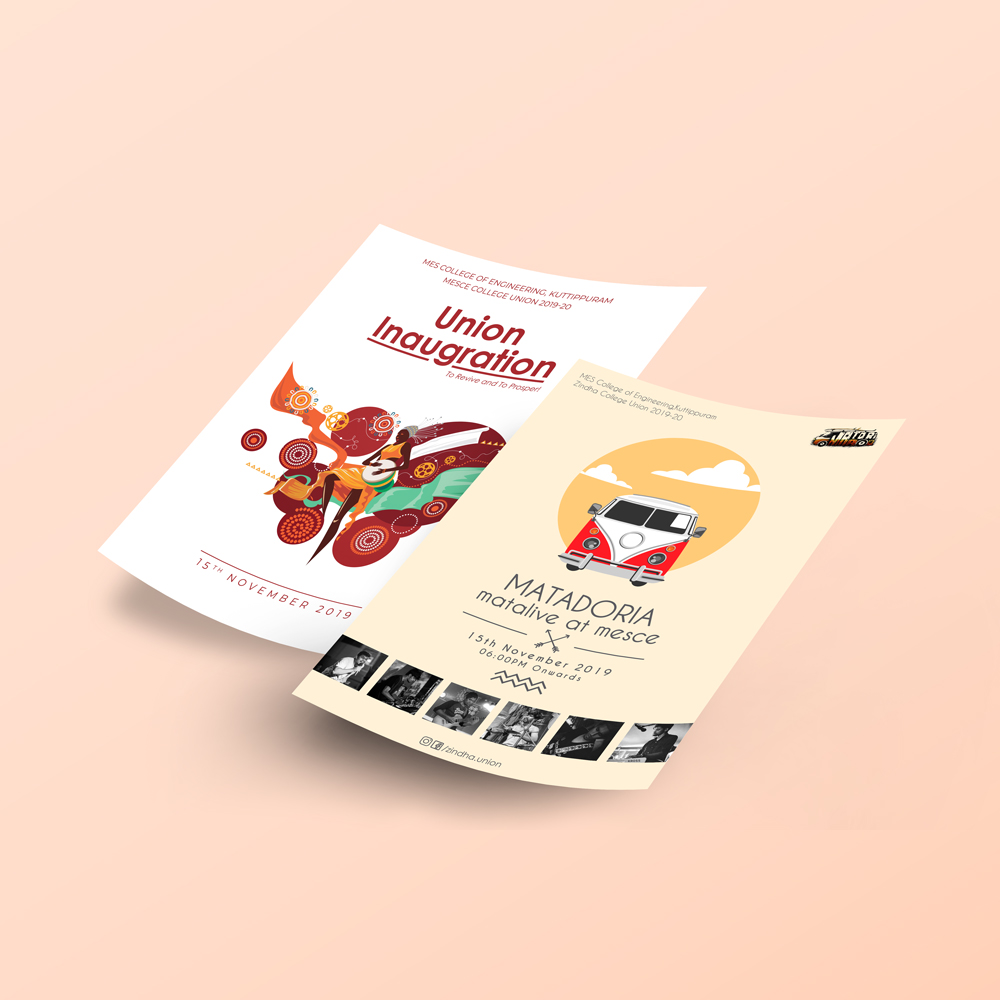 MES COLLEGE OF ENGINEERING, KUTTIPPURAM
MESCE COLLEGE UNION 2019-20
Union
Inaugration
To Revive and To Prosper!
15TH NOVEMBER 2019
MES College of Engineering,Kuttippuram
Zindha College Union 2019-20
MATADORIA
matalive at mesce
15th November 2019
06:00PM Onwards
/zindha.union